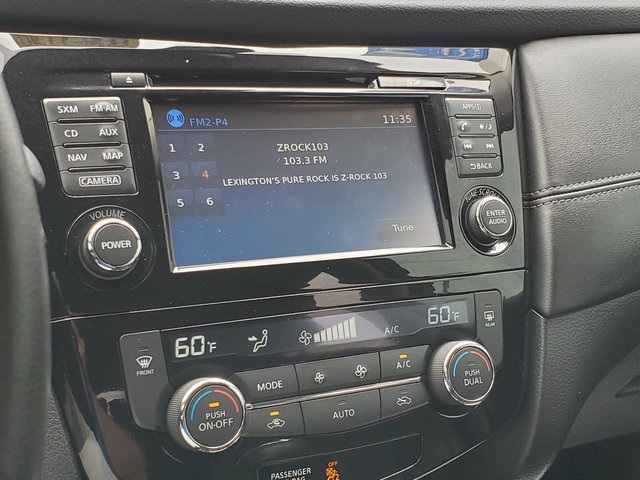 SXM FM·AM
CD AUX
NAV MAP
CAMERA
VOLUME
POWER
FM2-P4
11:35
1 2
3 4
5 6
ZROCK103
103.3 FM
LEXINGTON'S PURE ROCK IS Z-ROCK 103
Tune
APPS(i)
BACK
TUNE·SCROLL
ENTER
AUDIO
FRONT
60°F
A/C
60°F
REAR
MODE
A/C
AUTO
PUSH
ON·OFF
PUSH
DUAL
PASSENGER
OFF